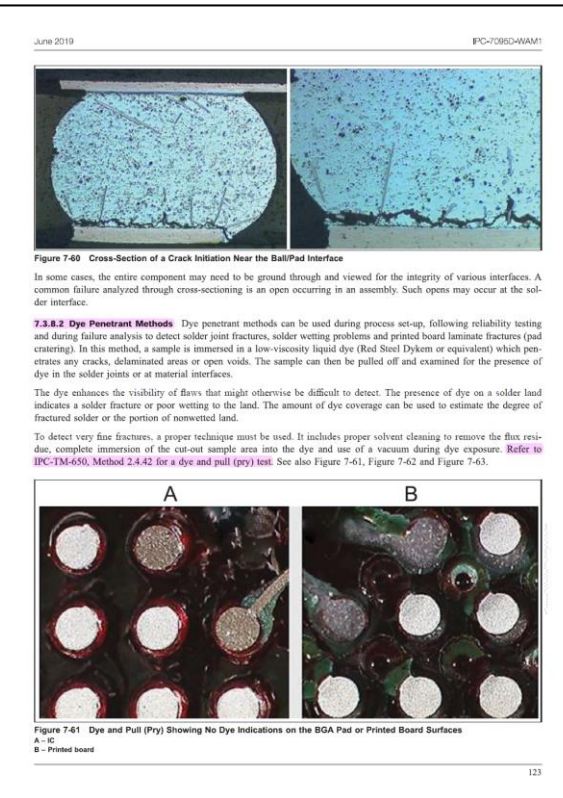 June 2019
IPC-7095D-WAM1
Figure 7-60 Cross-Section of a Crack Initiation Near the Ball/Pad Interface
In some cases, the entire component may need to be ground through and viewed for the integrity of various interfaces. A
common failure analyzed through cross-sectioning is an open occurring in an assembly. Such opens may occur at the sol-
der interface.
7.3.8.2 Dye Penetrant Methods Dye penetrant methods can be used during process set-up, following reliability testing
and during failure analysis to detect solder joint fractures, solder wetting problems and printed board laminate fractures (pad
cratering). In this method, a sample is immersed in a low-viscosity liquid dye (Red Steel Dykem or equivalent) which pen-
etrates any cracks, delaminated areas or open voids. The sample can then be pulled off and examined for the presence of
dye in the solder joints or at material interfaces.
The dye enhances the visibility of flaws that might otherwise be difficult to detect. The presence of dye on a solder land
indicates a solder fracture or poor wetting to the land. The amount of dye coverage can be used to estimate the degree of
fractured solder or the portion of nonwetted land.
To detect very fine fractures, a proper technique must be used. It includes proper solvent cleaning to remove the flux resi-
due, complete immersion of the cut-out sample area into the dye and use of a vacuum during dye exposure. Refer to
IPC-TM-650, Method 2.4.42 for a dye and pull (pry) test. See also Figure 7-61, Figure 7-62 and Figure 7-63.
A
B
Figure 7-61 Dye and Pull (Pry) Showing No Dye Indications on the BGA Pad or Printed Board Surfaces
A – IC
B – Printed board
123